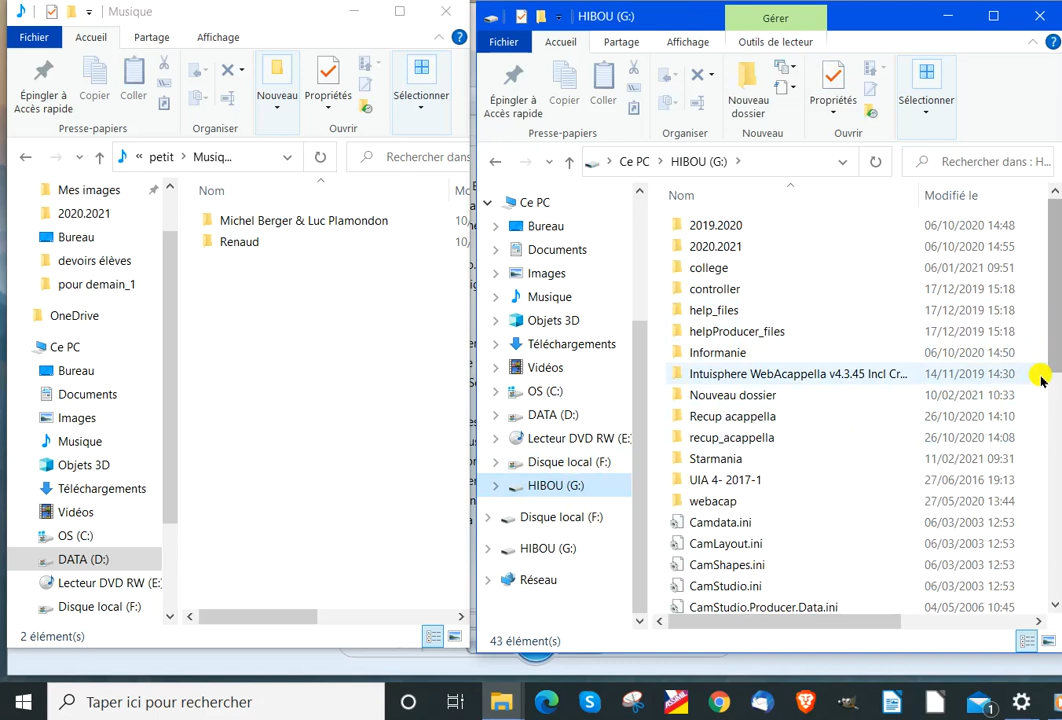 Musique
Fichier Accueil Partage Affichage
Épingler à Accès rapide
Copier
Coller
Nouveau
Propriétés
Sélectionner
Presse-papiers
Organiser
Ouvrir
« petit Musiq...
Rechercher dans
Mes images
2020.2021
Bureau
devoirs élèves
pour demain_1
OneDrive
Ce PC
Bureau
Documents
Images
Musique
Objets 3D
Téléchargements
Vidéos
OS (C:)
DATA (D:)
Lecteur DVD RW (E:
Disque local (F:)
Nom
Mo
Michel Berger & Luc Plamondon
10/
Renaud
10/
2 élément(s)
HIBOU (G:)
Gérer
Fichier Accueil Partage Affichage Outils de lecteur
Épingler à Accès rapide
Copier
Coller
Nouveau dossier
Propriétés
Sélectionner
Presse-papiers
Organiser
Nouveau
Ouvrir
Ce PC HIBOU (G:)
Rechercher dans : H...
Ce PC
Bureau
Documents
Images
Musique
Objets 3D
Téléchargements
Vidéos
OS (C:)
DATA (D:)
Lecteur DVD RW (E:
Disque local (F:)
HIBOU (G:)
Disque local (F:)
HIBOU (G:)
Réseau
Nom Modifié le
2019.2020 06/10/2020 14:48
2020.2021 06/10/2020 14:55
college 06/01/2021 09:51
controller 17/12/2019 15:18
help_files 17/12/2019 15:18
helpProducer_files 17/12/2019 15:18
Informanie 06/10/2020 14:50
Intuisphere WebAcappella v4.3.45 Incl Cr... 14/11/2019 14:30
Nouveau dossier 10/02/2021 10:33
Recup acappella 26/10/2020 14:10
recup_acappella 26/10/2020 14:08
Starmania 11/02/2021 09:31
UIA 4- 2017-1 27/06/2016 19:13
webacap 27/05/2020 13:44
Camdata.ini 06/03/2003 12:53
CamLayout.ini 06/03/2003 12:53
CamShapes.ini 06/03/2003 12:53
CamStudio.ini 06/03/2003 12:53
CamStudio.Producer.Data.ini 04/05/2006 10:45
43 élément(s)
Taper ici pour rechercher
1